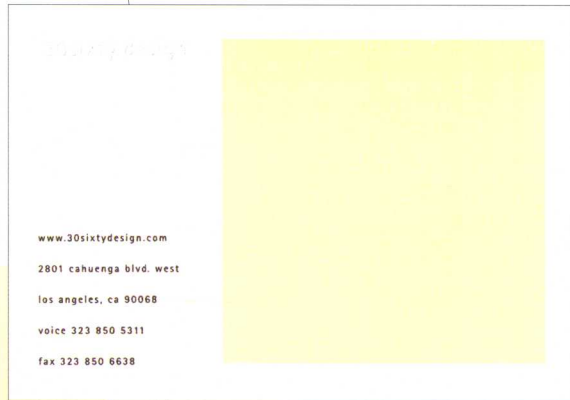 www.30sixtydesign.com
2801 cahuenga blvd. west
los angeles, ca 90068
voice 323 850 5311
fax 323 850 6638